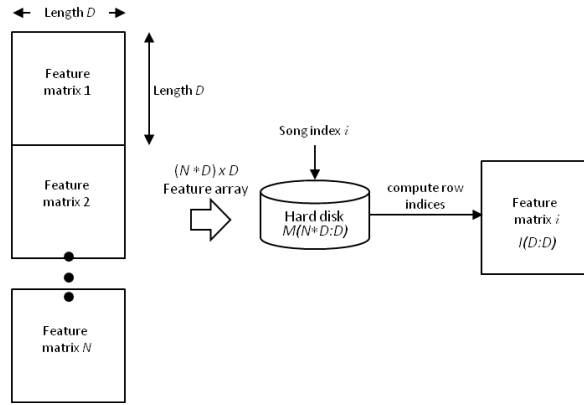 Length D
Feature
matrix 1
Length D
Feature
matrix 2
Feature
matrix N
(N*D) x D
Feature array
Song index i
Hard disk
M(N*D:D)
compute row
indices
Feature
matrix i
I(D:D)